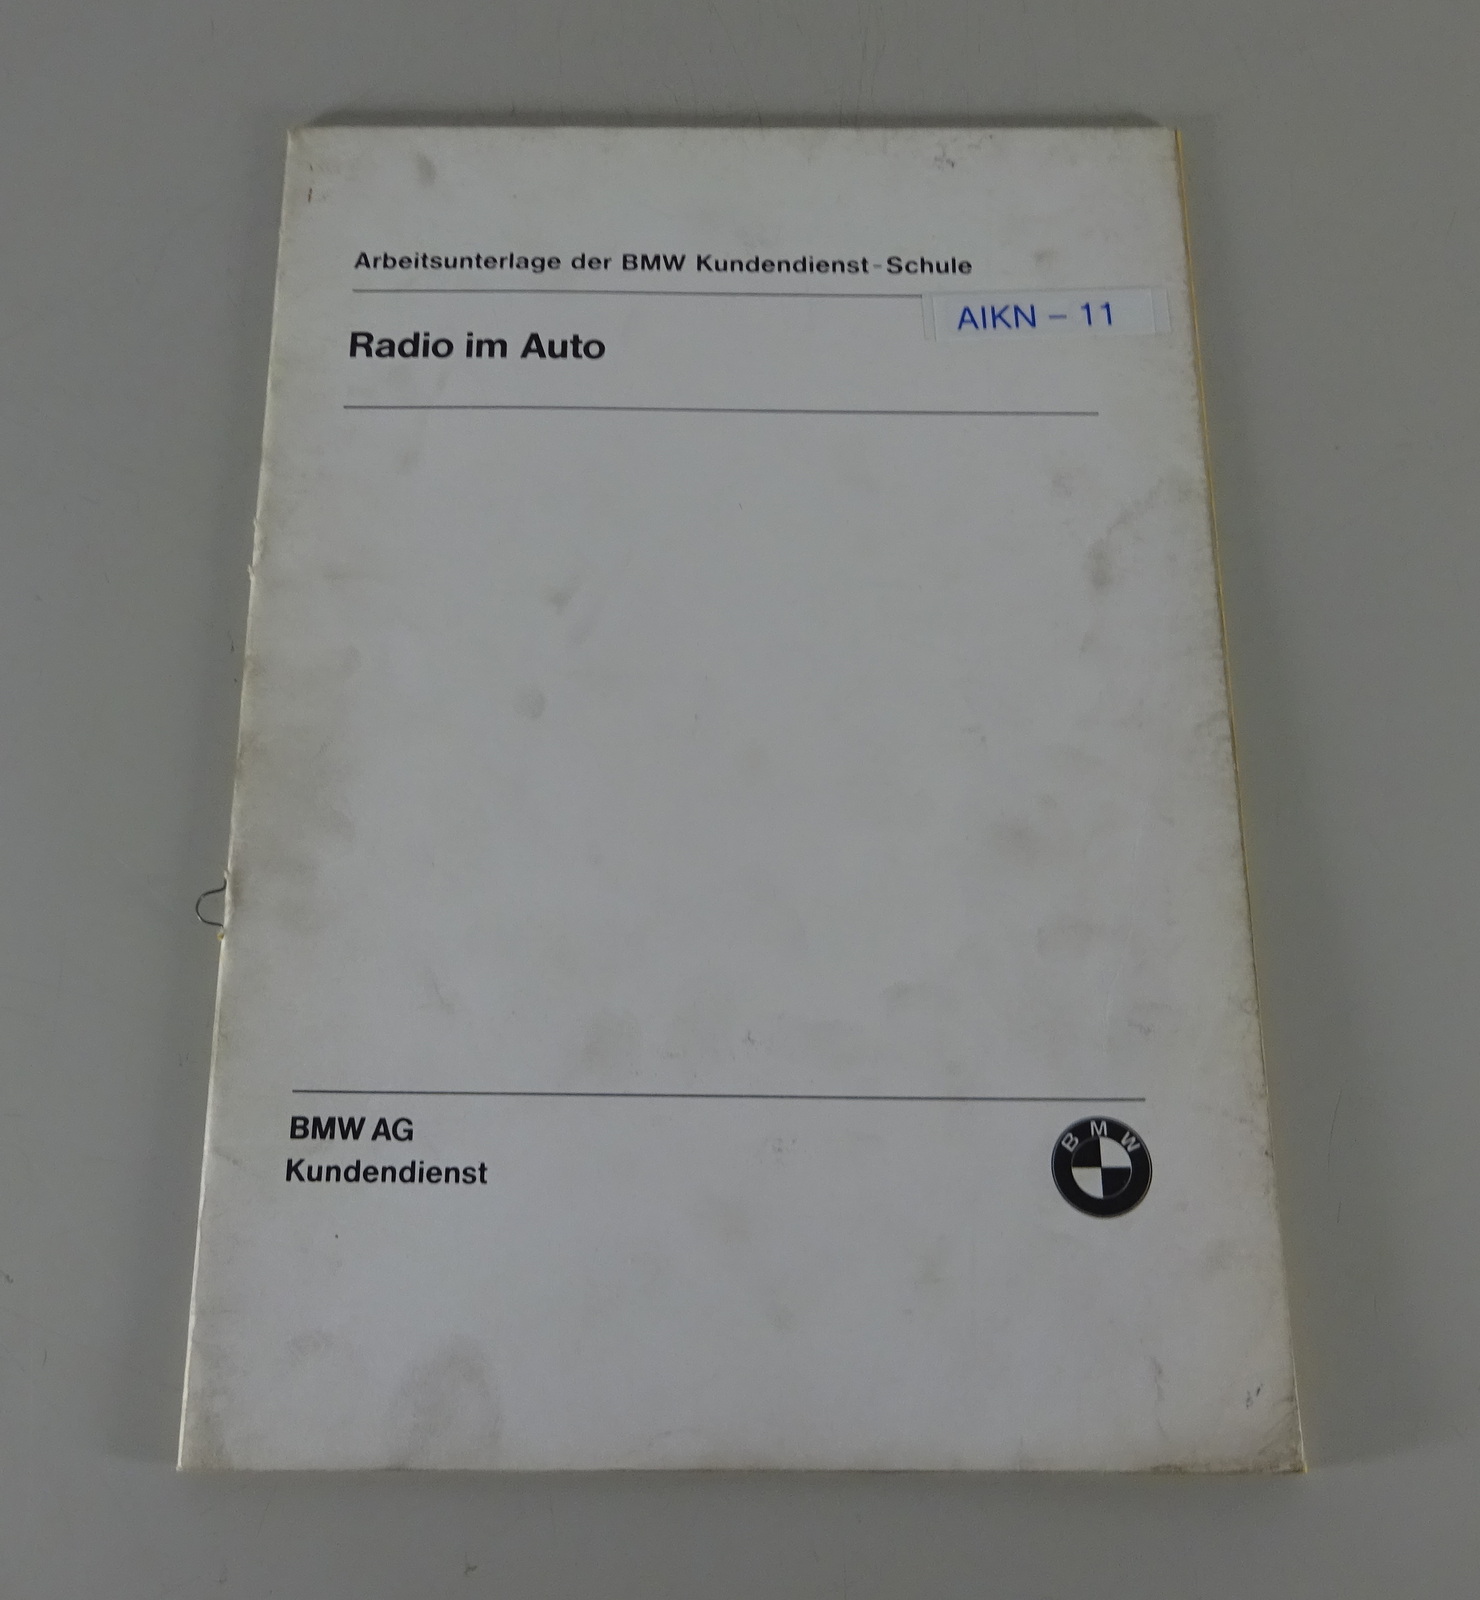 Arbeitsunterlage der BMW Kundendienst-Schule
AIKN - 11
Radio im Auto
BMW AG
Kundendienst
BMW